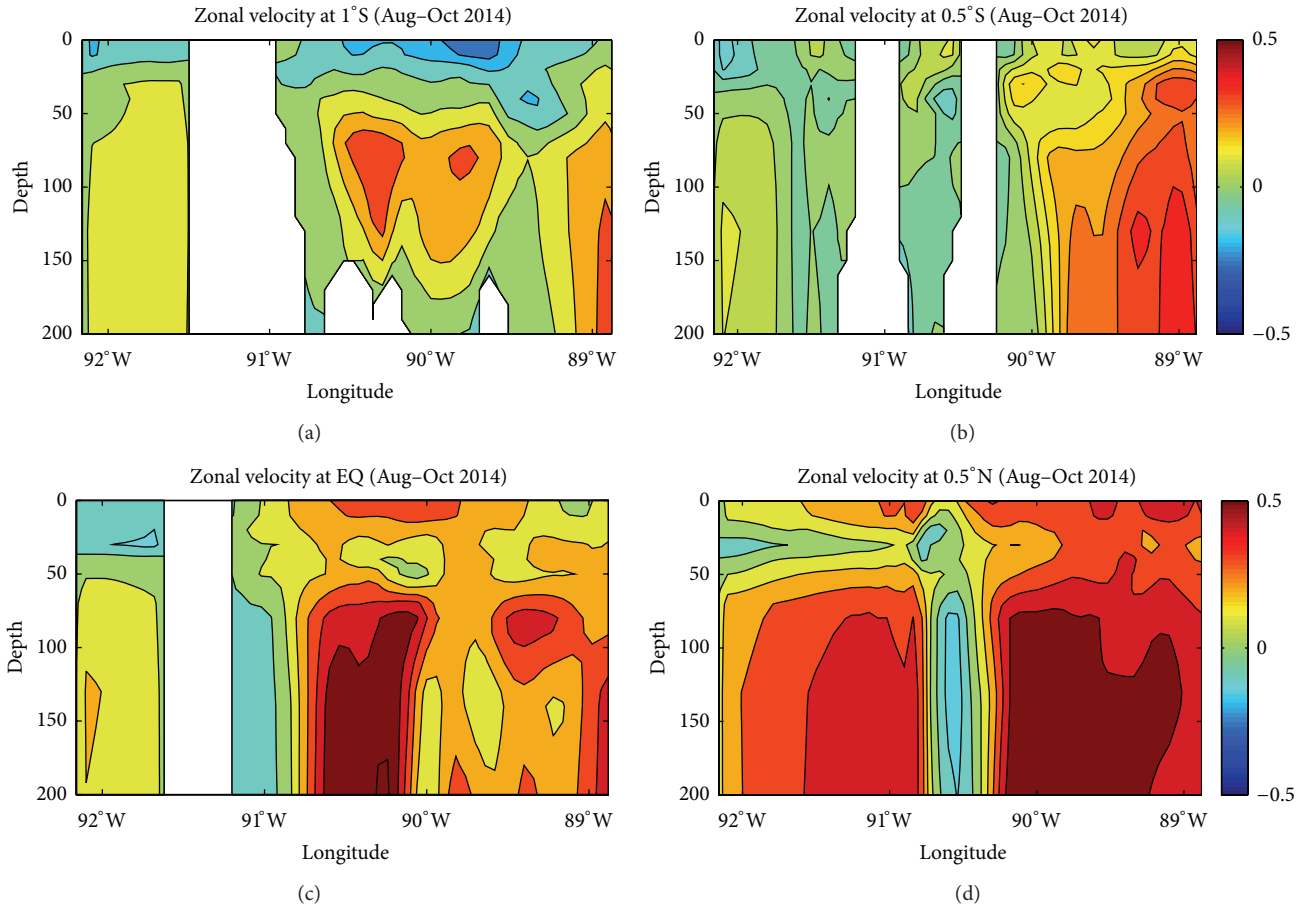 Zonal velocity at 1°S (Aug–Oct 2014)
0
50
100
150
200
Depth
92°W
91°W
90°W
89°W
Longitude
(a)
Zonal velocity at 0.5°S (Aug–Oct 2014)
0
50
100
150
200
Depth
92°W
91°W
90°W
89°W
Longitude
0.5
0
−0.5
(b)
Zonal velocity at EQ (Aug–Oct 2014)
0
50
100
150
200
Depth
92°W
91°W
90°W
89°W
Longitude
(c)
Zonal velocity at 0.5°N (Aug–Oct 2014)
0
50
100
150
200
Depth
92°W
91°W
90°W
89°W
Longitude
0.5
0
−0.5
(d)